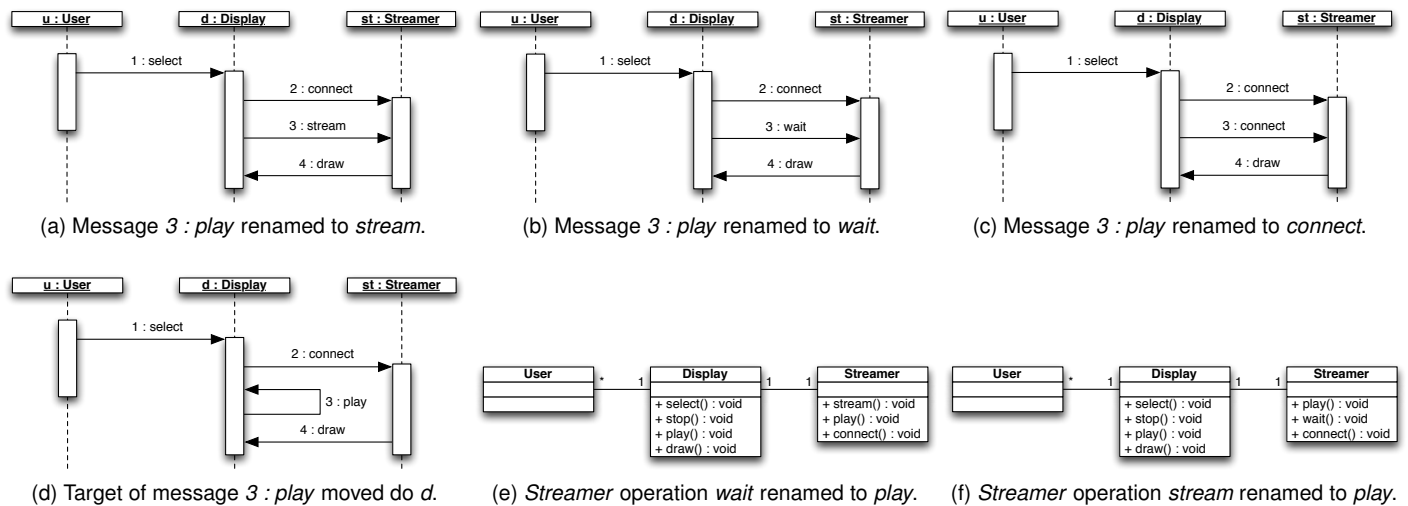 u : User
d : Display
st : Streamer
1 : select
2 : connect
3 : stream
4 : draw
(a) Message 3 : play renamed to stream.
u : User
d : Display
st : Streamer
1 : select
2 : connect
3 : wait
4 : draw
(b) Message 3 : play renamed to wait.
u : User
d : Display
st : Streamer
1 : select
2 : connect
3 : connect
4 : draw
(c) Message 3 : play renamed to connect.
u : User
d : Display
st : Streamer
1 : select
2 : connect
3 : play
4 : draw
(d) Target of message 3 : play moved do d.
User
* 1
Display
+ select() : void
+ stop() : void
+ play() : void
+ draw() : void
1 1
Streamer
+ stream() : void
+ play() : void
+ connect() : void
(e) Streamer operation wait renamed to play.
User
* 1
Display
+ select() : void
+ stop() : void
+ play() : void
+ draw() : void
1 1
Streamer
+ play() : void
+ wait() : void
+ connect() : void
(f) Streamer operation stream renamed to play.